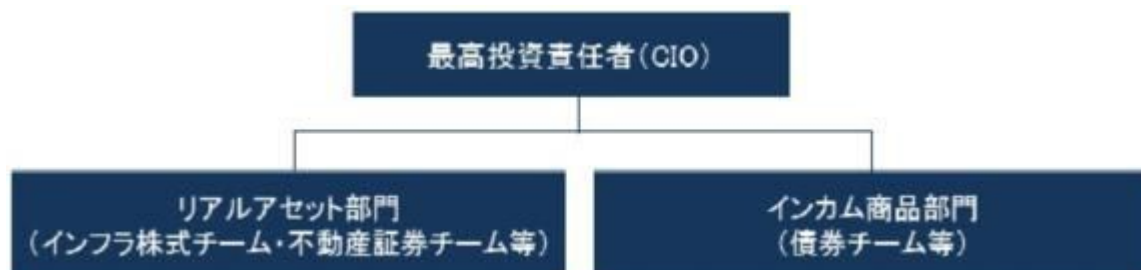 最高投資責任者(CIO)
リアルアセット部門
(インフラ株式チーム・不動産証券チーム等)
インカム商品部門
(債券チーム等)